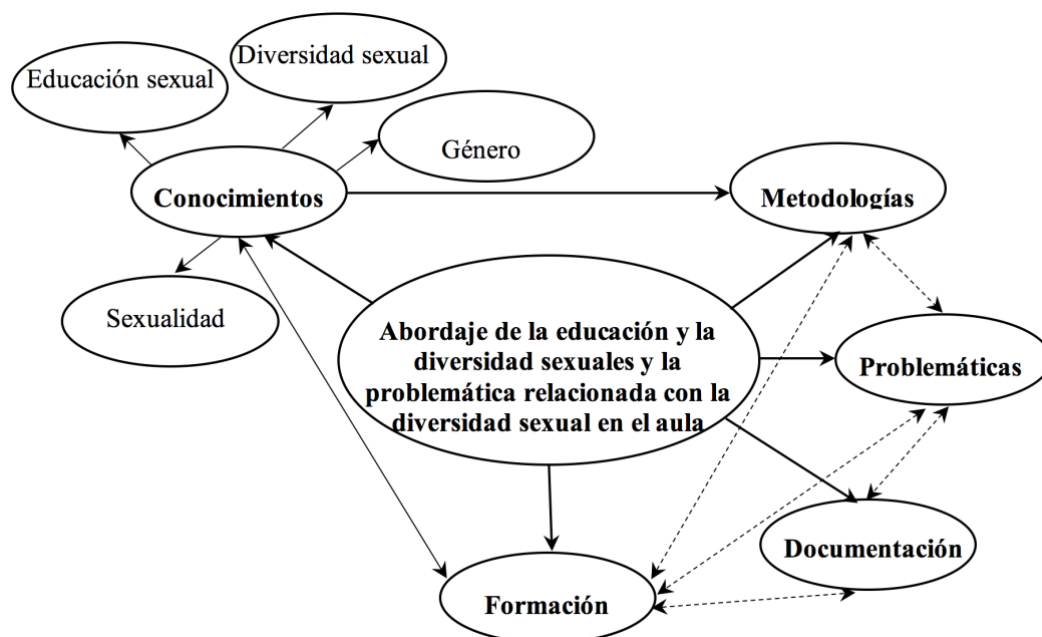 Diversidad sexual
Educación sexual
Género
Conocimientos
Metodologías
Sexualidad
Abordaje de la educación y la
diversidad sexuales y la
problemática relacionada con la
diversidad sexual en el aula
Problemáticas
Documentación
Formación